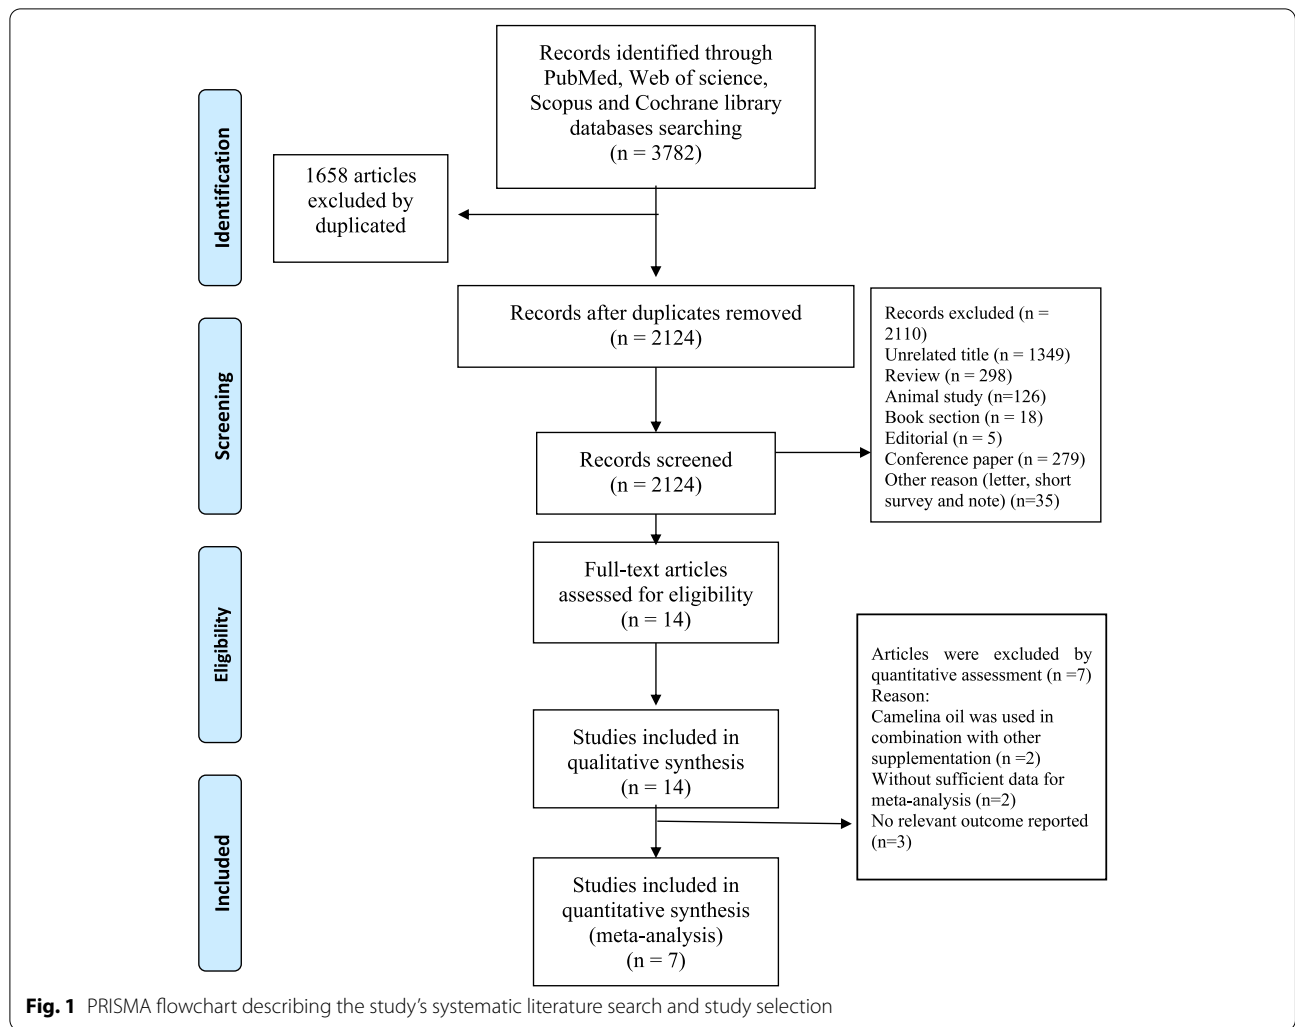 Records identified through
PubMed, Web of science,
Scopus and Cochrane library
databases searching
(n = 3782)
Identification
1658 articles
excluded by
duplicated
Records after duplicates removed
(n = 2124)
Screening
Records excluded (n =
2110)
Unrelated title (n = 1349)
Review (n = 298)
Animal study (n=126)
Book section (n = 18)
Editorial (n = 5)
Conference paper (n = 279)
Other reason (letter, short
survey and note) (n=35)
Records screened
(n = 2124)
Full-text articles
assessed for eligibility
(n = 14)
Eligibility
Studies included in
qualitative synthesis
(n = 14)
Articles were excluded by
quantitative assessment (n =7)
Reason:
Camelina oil was used in
combination with other
supplementation (n =2)
Without sufficient data for
meta-analysis (n=2)
No relevant outcome reported
(n=3)
Included
Studies included in
quantitative synthesis
(meta-analysis)
(n = 7)
Fig. 1 PRISMA flowchart describing the study's systematic literature search and study selection